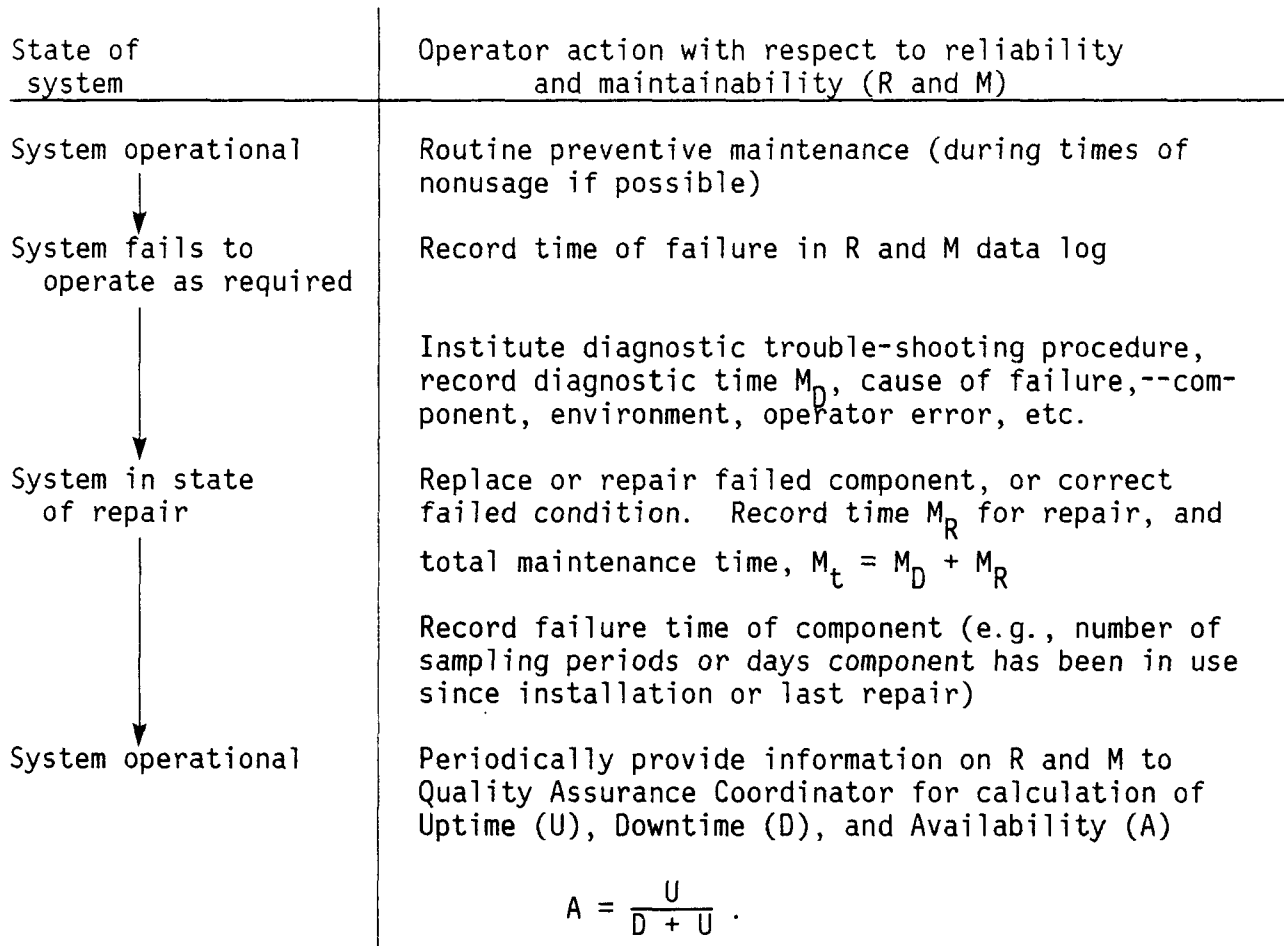 State of
system
Operator action with respect to reliability
and maintainability (R and M)
System operational
Routine preventive maintenance (during times of
nonusage if possible)
System fails to
operate as required
Record time of failure in R and M data log
Institute diagnostic trouble-shooting procedure,
record diagnostic time M_D, cause of failure,--com-
ponent, environment, operator error, etc.
System in state
of repair
Replace or repair failed component, or correct
failed condition. Record time M_R for repair, and
total maintenance time, M_t = M_D + M_R
Record failure time of component (e.g., number of
sampling periods or days component has been in use
since installation or last repair)
System operational
Periodically provide information on R and M to
Quality Assurance Coordinator for calculation of
Uptime (U), Downtime (D), and Availability (A)
A = U / (D + U) .